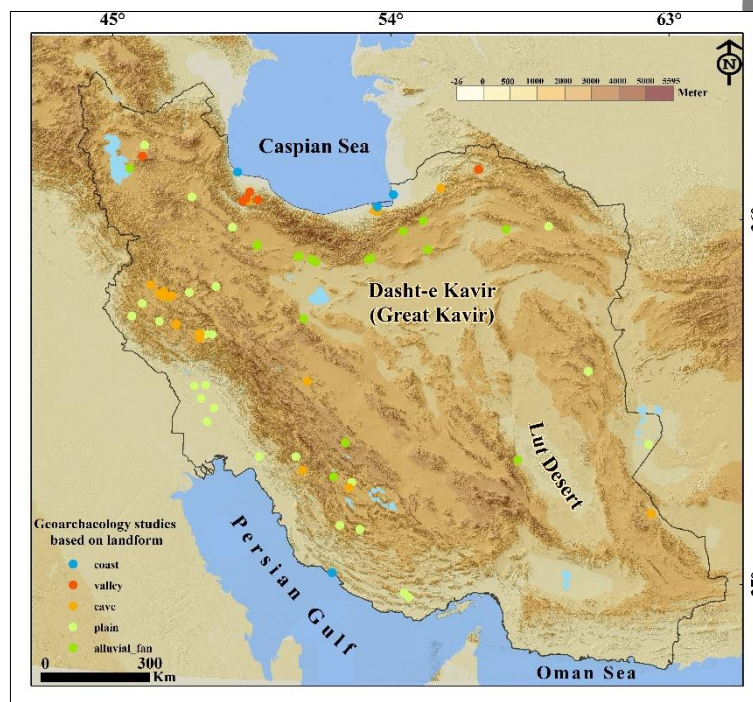 45° 54° 63°
N
-26 0 500 1000 2000 3000 4000 5000 5595
Meter
Caspian Sea
Dasht-e Kavir
(Great Kavir)
Lut Desert
Persian Gulf
Oman Sea
Geoarchaeology studies
based on landform
coast
valley
cave
plain
alluvial_fan
0 300
Km